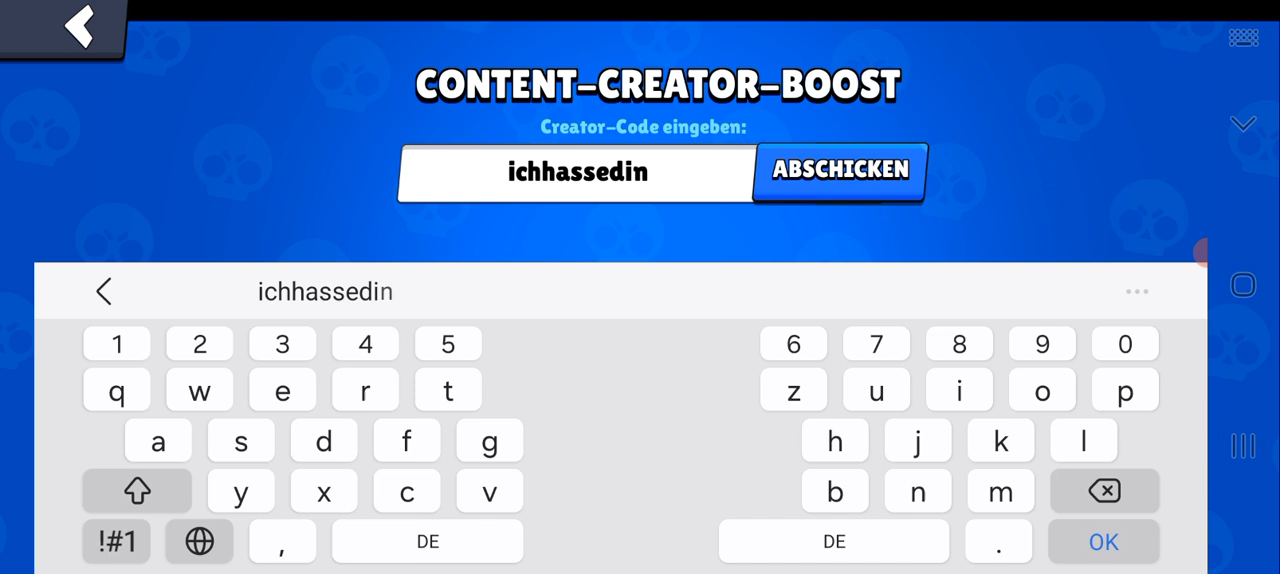 CONTENT-CREATOR-BOOST
Creator-Code eingeben:
ichhassedin
ABSCHICKEN
ichhassedin
1 2 3 4 5 6 7 8 9 0
q w e r t z u i o p
a s d f g h j k l
y x c v b n m
!#1 , DE DE . OK